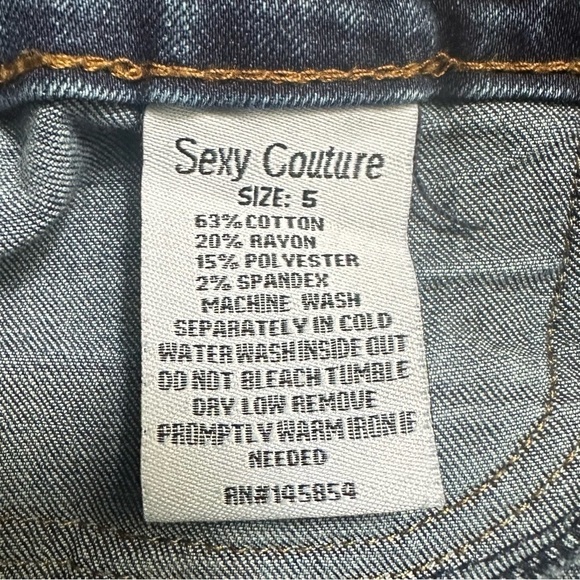 Sexy Couture
SIZE: 5
63% COTTON
20% RAYON
15% POLYESTER
2% SPANDEX
MACHINE WASH
SEPARATELY IN COLD
WATER WASH INSIDE OUT
DO NOT BLEACH TUMBLE
DRY LOW REMOVE
PROMPTLY WARM IRON IF
NEEDED
RN#145854